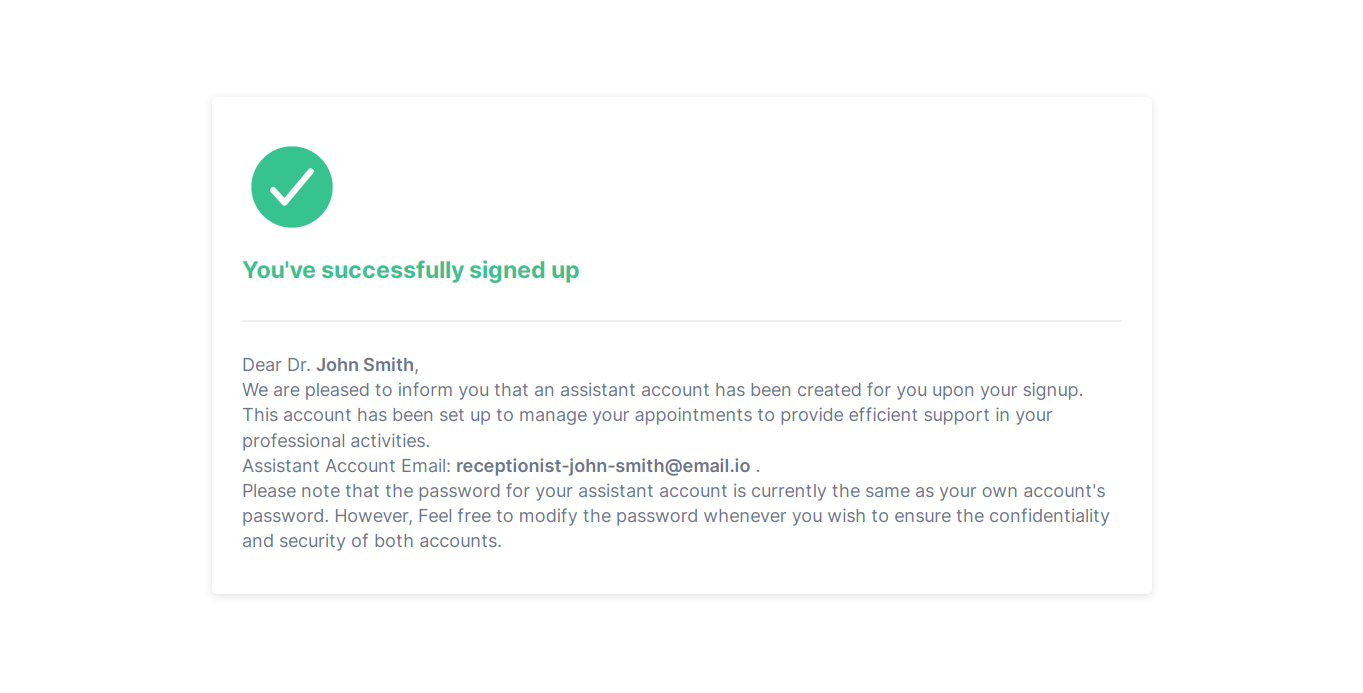 You've successfully signed up
Dear Dr. John Smith,
We are pleased to inform you that an assistant account has been created for you upon your signup.
This account has been set up to manage your appointments to provide efficient support in your
professional activities.
Assistant Account Email: receptionist-john-smith@email.io .
Please note that the password for your assistant account is currently the same as your own account's
password. However, Feel free to modify the password whenever you wish to ensure the confidentiality
and security of both accounts.